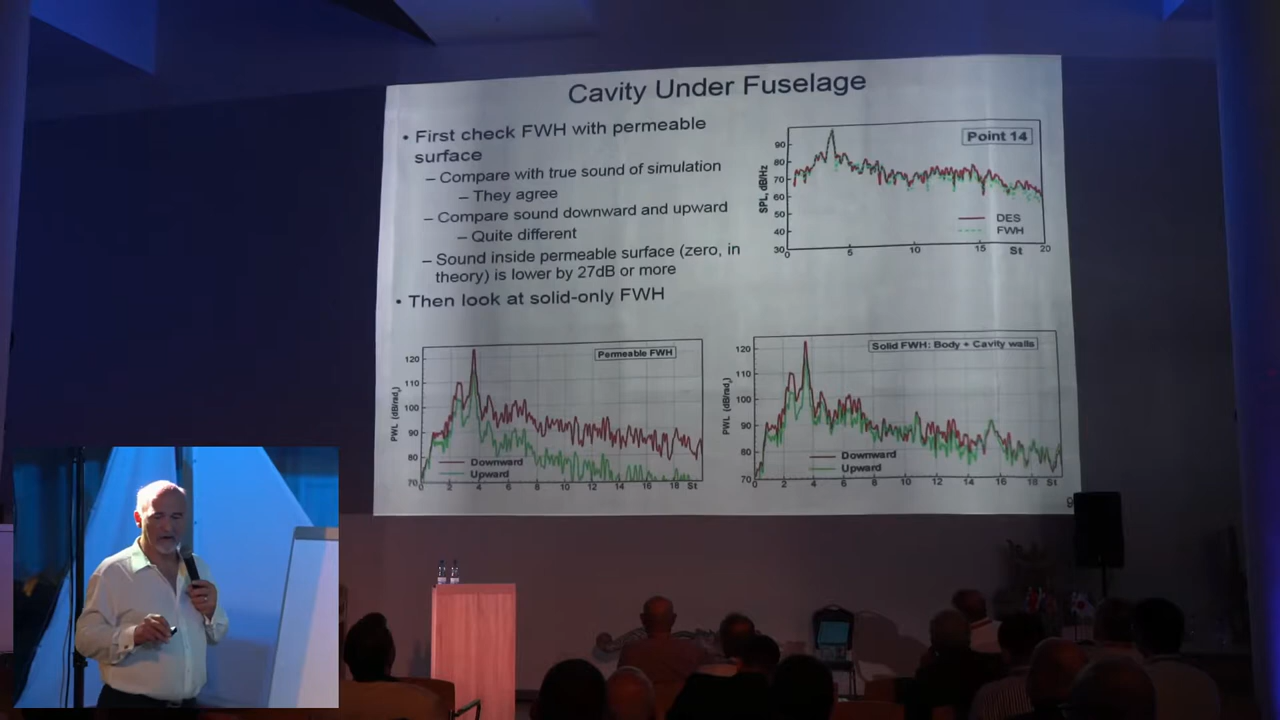 Cavity Under Fuselage
• First check FWH with permeable
surface
– Compare with true sound of simulation
– They agree
– Compare sound downward and upward
– Quite different
– Sound inside permeable surface (zero, in
theory) is lower by 27dB or more
• Then look at solid-only FWH
Point 14
SPL, dB/Hz
90
80
70
60
50
40
30
0 5 10 15 St 20
DES
FWH
Permeable FWH
PWL (dB/rad,)
120
110
100
90
80
70
0 2 4 6 8 10 12 14 16 18 St
Downward
Upward
Solid FWH: Body + Cavity walls
PWL (dB/rad,)
120
110
100
90
80
70
0 2 4 6 8 10 12 14 16 18 St
Downward
Upward
9